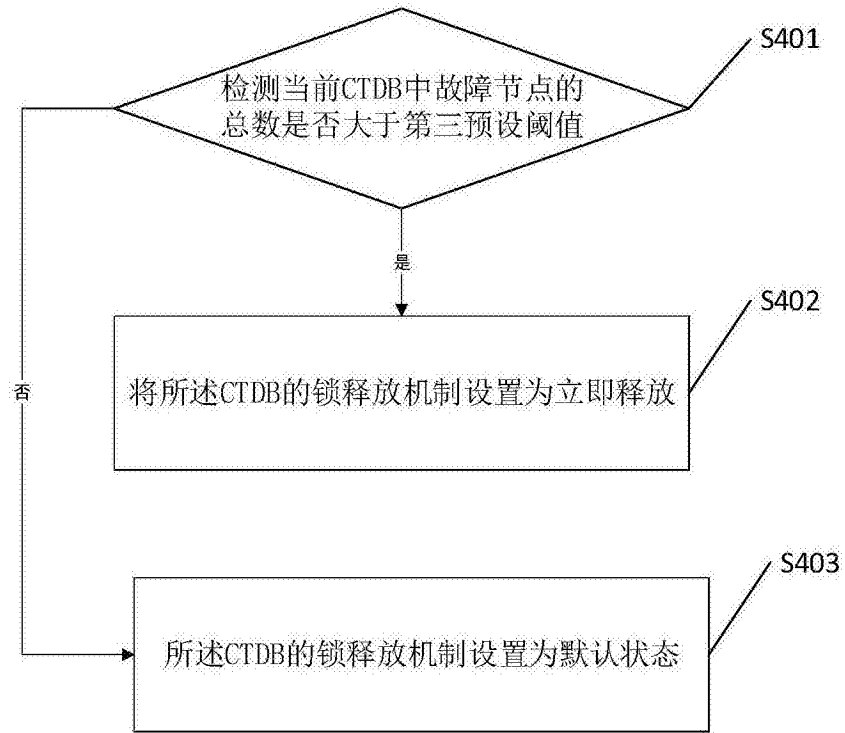 检测当前CTDB中故障节点的
总数是否大于第三预设阈值
S401
是
S402
将所述CTDB的锁释放机制设置为立即释放
否
S403
所述CTDB的锁释放机制设置为默认状态